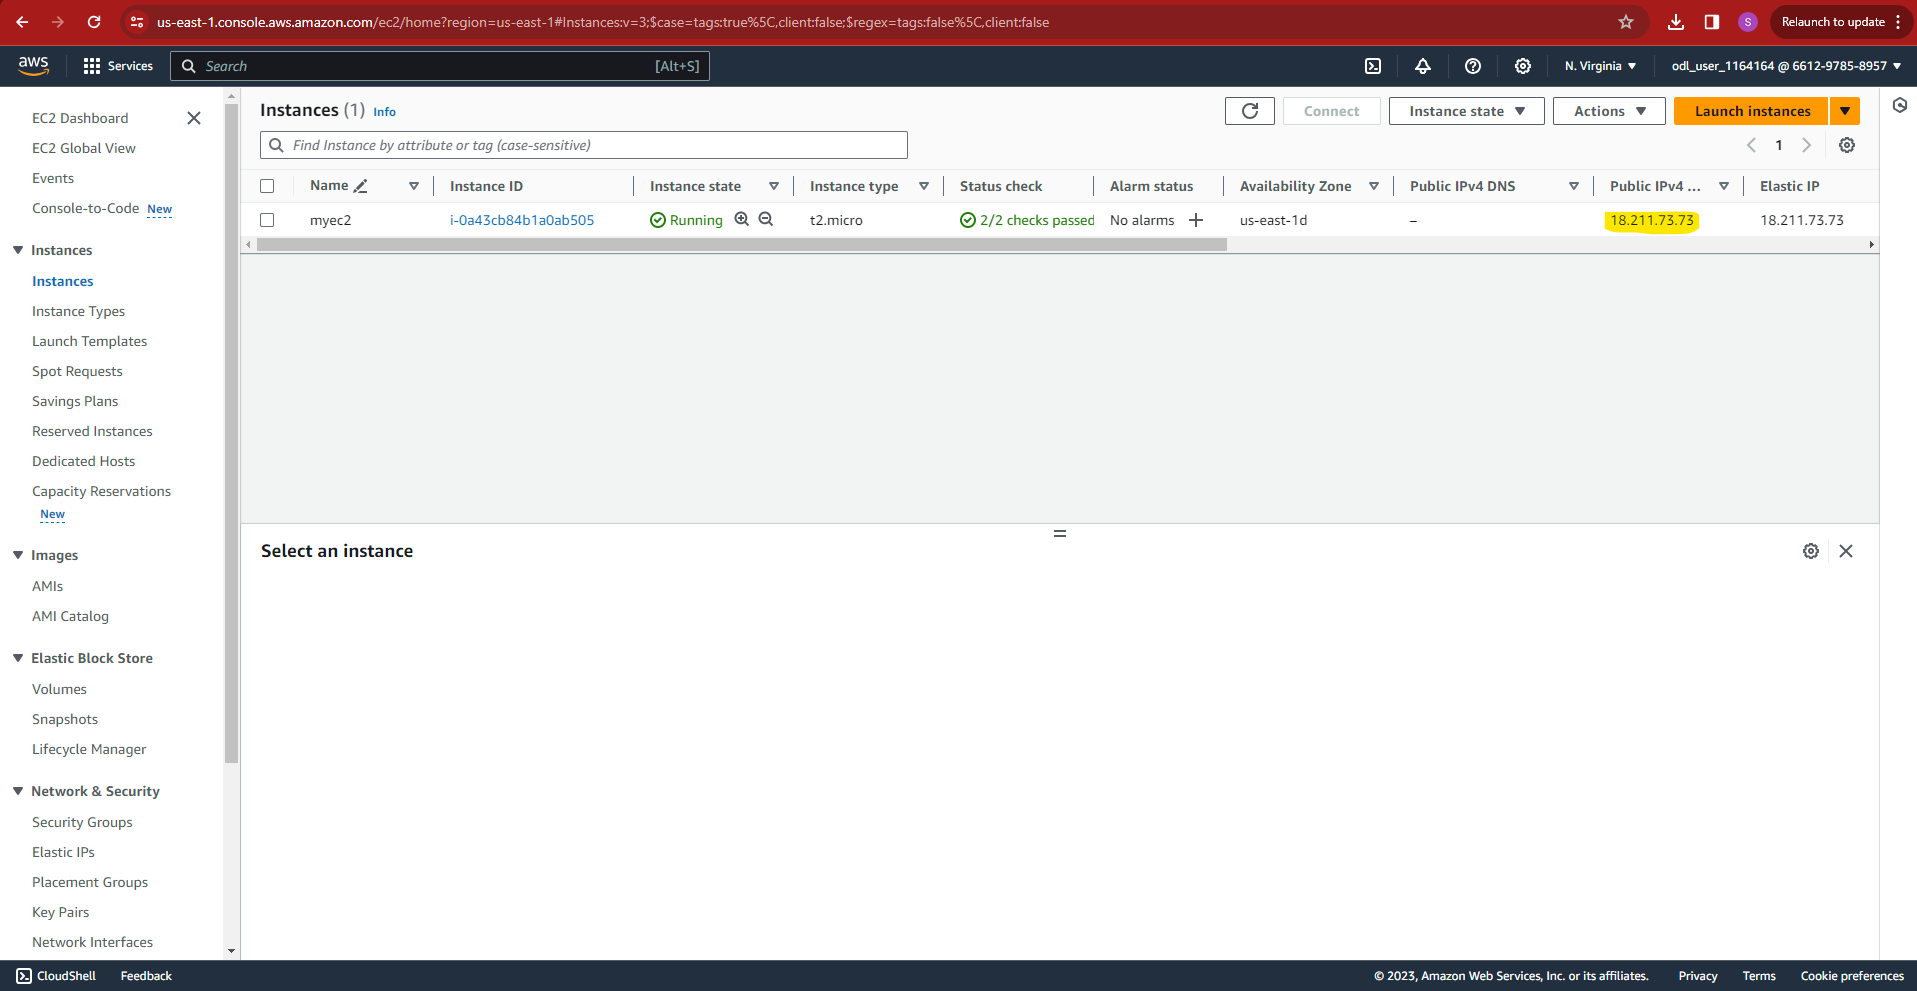 us-east-1.console.aws.amazon.com/ec2/home?region=us-east-1#Instances:v=3;$case=tags:true%5C,client:false;$regex=tags:false%5C,client:false
S
Relaunch to update
aws
Services
Search
[Alt+S]
N. Virginia
odl_user_1164164 @ 6612-9785-8957
EC2 Dashboard
EC2 Global View
Events
Console-to-Code New
Instances
Instances
Instance Types
Launch Templates
Spot Requests
Savings Plans
Reserved Instances
Dedicated Hosts
Capacity Reservations
New
Images
AMIs
AMI Catalog
Elastic Block Store
Volumes
Snapshots
Lifecycle Manager
Network & Security
Security Groups
Elastic IPs
Placement Groups
Key Pairs
Network Interfaces
Instances (1) Info
Connect
Instance state
Actions
Launch instances
Find Instance by attribute or tag (case-sensitive)
1
Name Instance ID Instance state Instance type Status check Alarm status Availability Zone Public IPv4 DNS Public IPv4 ... Elastic IP
myec2 i-0a43cb84b1a0ab505 Running t2.micro 2/2 checks passed No alarms + us-east-1d – 18.211.73.73 18.211.73.73
Select an instance
CloudShell Feedback
© 2023, Amazon Web Services, Inc. or its affiliates. Privacy Terms Cookie preferences